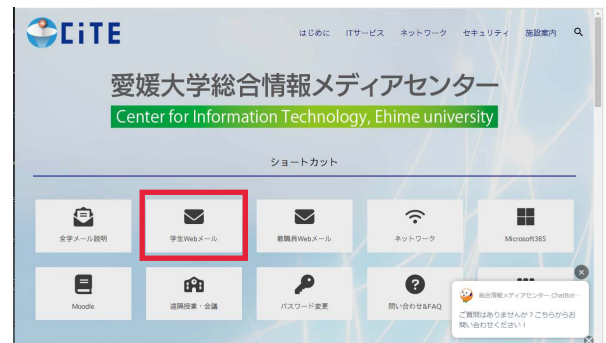 CiTE
はじめに ITサービス ネットワーク セキュリティ 施設案内
愛媛大学総合情報メディアセンター
Center for Information Technology, Ehime university
ショートカット
全学メール説明 学生Webメール 教職員Webメール ネットワーク Microsoft365
Moodle 遠隔授業・会議 パスワード変更 問い合わせ&FAQ
総合情報メディアセンター ChatBot…
ご質問はありませんか?こちらからお
問い合わせください!